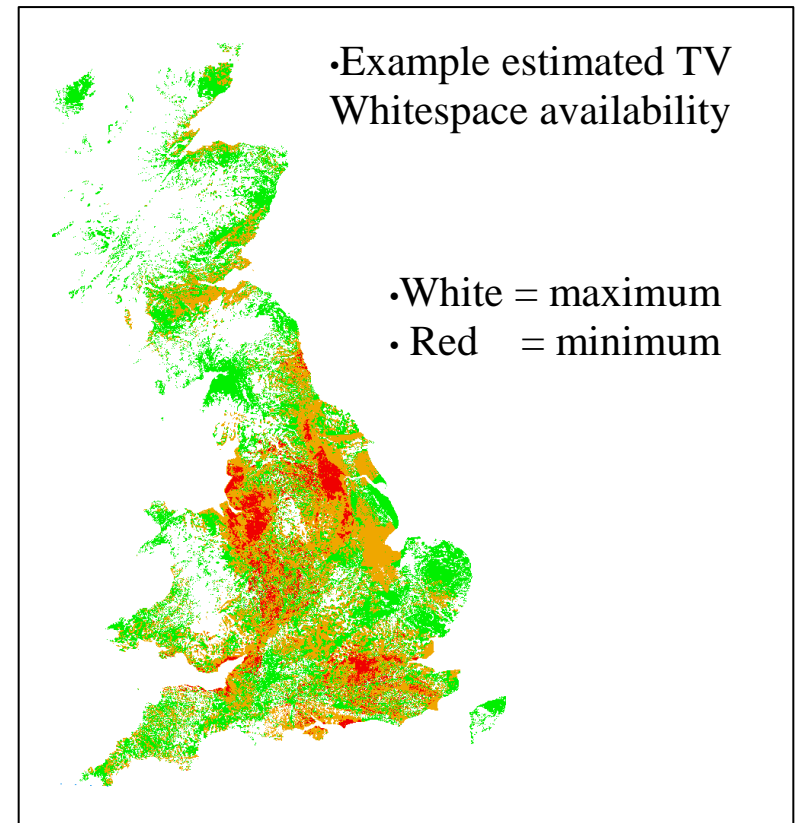 •Example estimated TV
Whitespace availability
•White = maximum
• Red = minimum